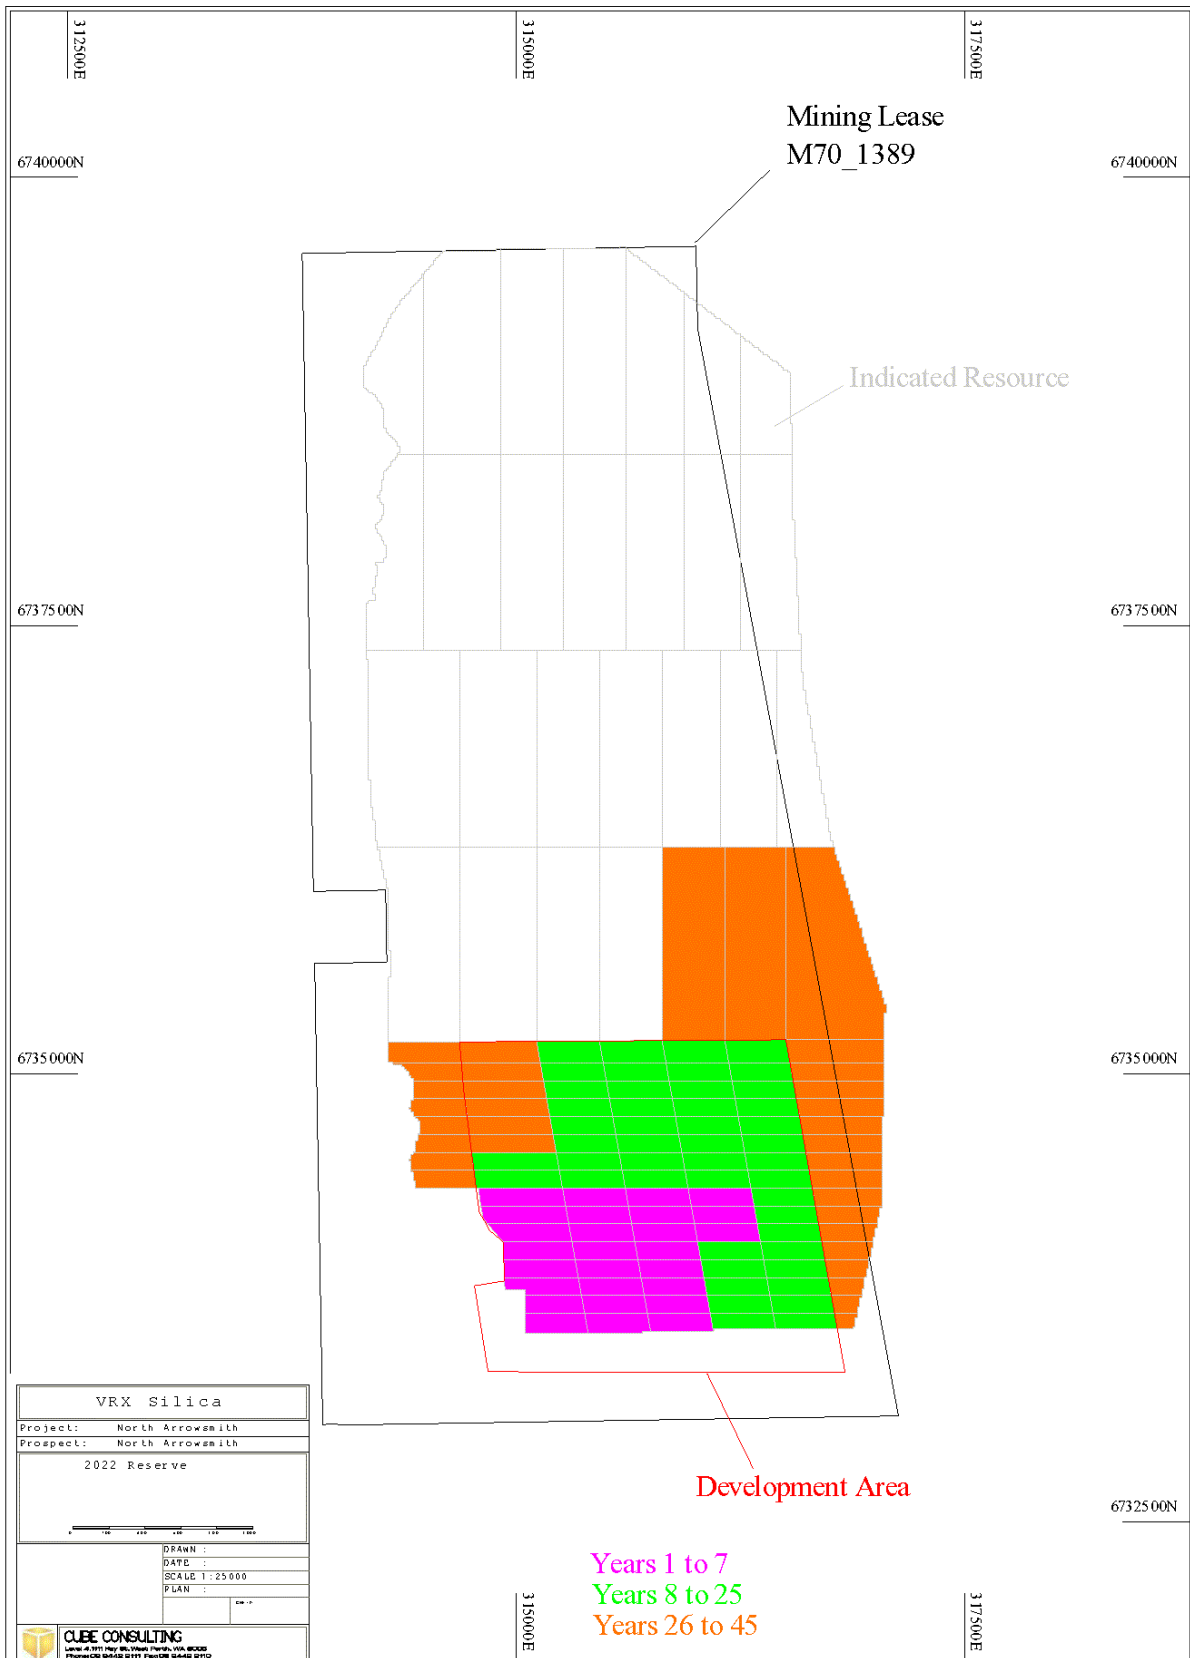 312500E
315000E
317500E
Mining Lease
M70_1389
6740000N
6740000N
Indicated Resource
6737500N
6737500N
6735000N
6735000N
VRX Silica
Project: North Arrowsmith
Prospect: North Arrowsmith
2022 Reserve
Development Area
6732500N
DRAWN :
DATE :
SCALE 1:25000
PLAN :
Years 1 to 7
Years 8 to 25
Years 26 to 45
315000E
317500E
CUBE CONSULTING